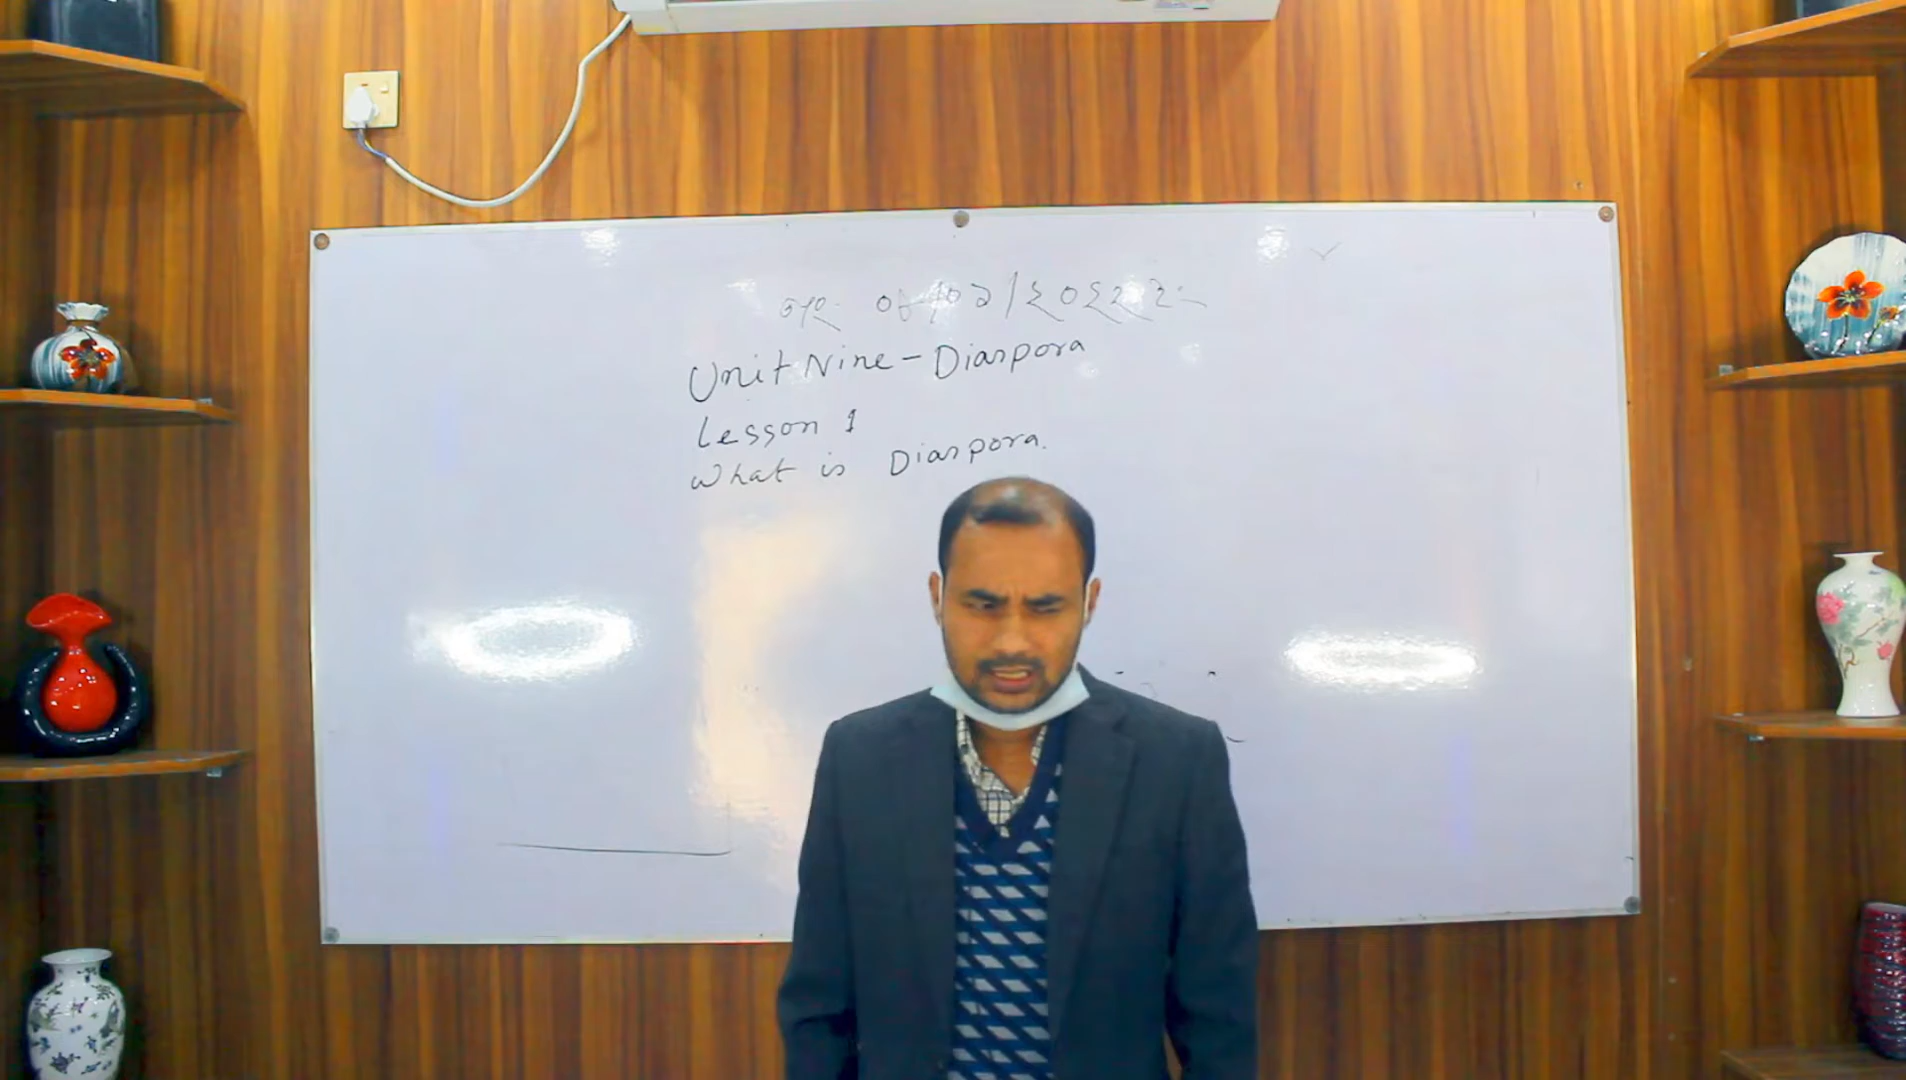 Unit Nine - Diaspora
Lesson 1
What is Diaspora.